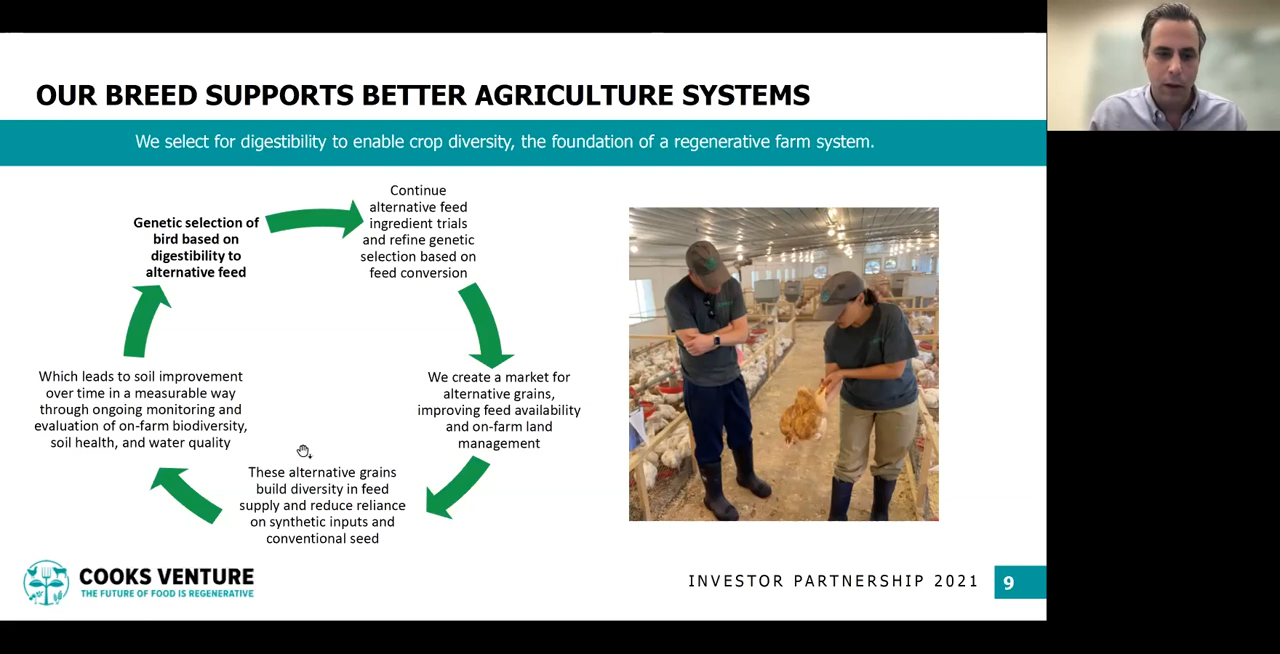 OUR BREED SUPPORTS BETTER AGRICULTURE SYSTEMS
We select for digestibility to enable crop diversity, the foundation of a regenerative farm system.
Genetic selection of
bird based on
digestibility to
alternative feed
Continue
alternative feed
ingredient trials
and refine genetic
selection based on
feed conversion
We create a market for
alternative grains,
improving feed availability
and on-farm land
management
These alternative grains
build diversity in feed
supply and reduce reliance
on synthetic inputs and
conventional seed
Which leads to soil improvement
over time in a measurable way
through ongoing monitoring and
evaluation of on-farm biodiversity,
soil health, and water quality
COOKS VENTURE
THE FUTURE OF FOOD IS REGENERATIVE
INVESTOR PARTNERSHIP 2021
9